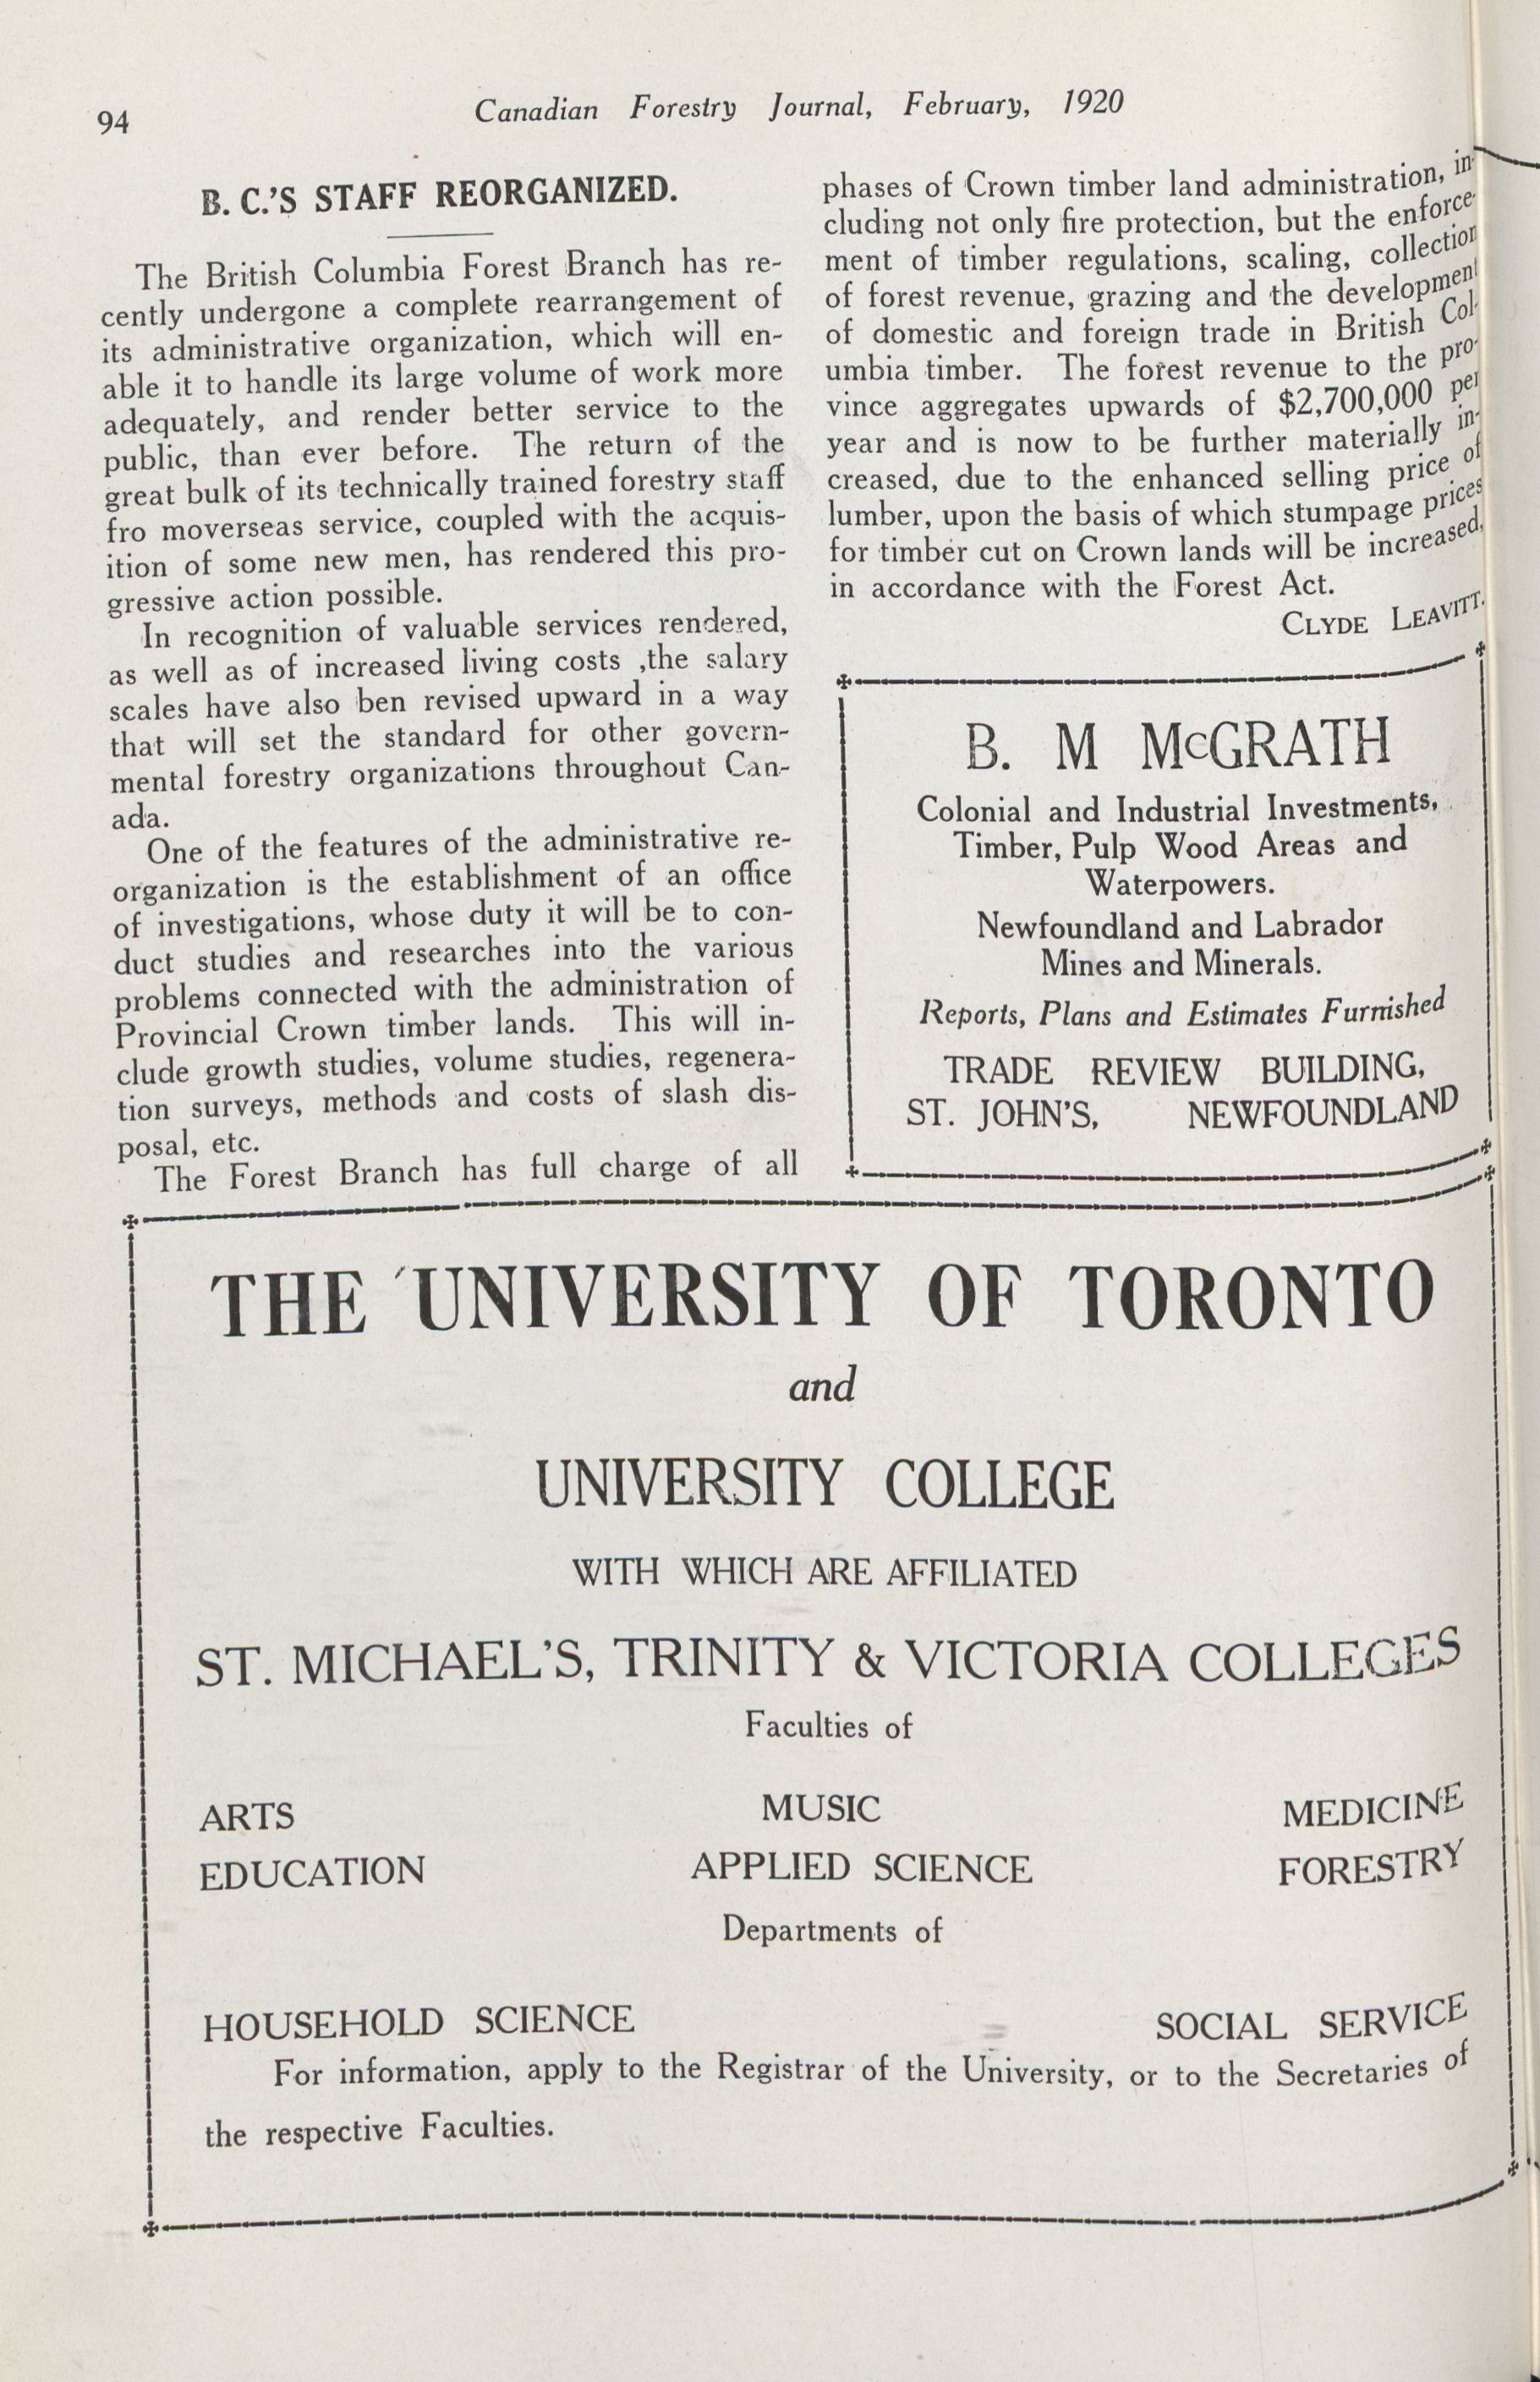 94
Canadian Forestry Journal, February, 1920
B. C.'S STAFF REORGANIZED.
The British Columbia Forest Branch has re-
cently undergone a complete rearrangement of
its administrative organization, which will en-
able it to handle its large volume of work more
adequately, and render better service to the
public, than ever before. The return of the
great bulk of its technically trained forestry staff
fro moverseas service, coupled with the acquis-
ition of some new men, has rendered this pro-
gressive action possible.
In recognition of valuable services rendered,
as well as of increased living costs ,the salary
scales have also ben revised upward in a way
that will set the standard for other govern-
mental forestry organizations throughout Can-
ada.
One of the features of the administrative re-
organization is the establishment of an office
of investigations, whose duty it will be to con-
duct studies and researches into the various
problems connected with the administration of
Provincial Crown timber lands. This will in-
clude growth studies, volume studies, regenera-
tion surveys, methods and costs of slash dis-
posal, etc.
The Forest Branch has full charge of all
phases of Crown timber land administration, in-
cluding not only fire protection, but the enforce-
ment of timber regulations, scaling, collection
of forest revenue, grazing and the development
of domestic and foreign trade in British Col-
umbia timber. The forest revenue to the pro-
vince aggregates upwards of $2,700,000 per
year and is now to be further materially in-
creased, due to the enhanced selling price of
lumber, upon the basis of which stumpage prices
for timber cut on Crown lands will be increased,
in accordance with the Forest Act.
CLYDE LEAVITT.
B. M McGRATH
Colonial and Industrial Investments,
Timber, Pulp Wood Areas and
Waterpowers.
Newfoundland and Labrador
Mines and Minerals.
Reports, Plans and Estimates Furnished
TRADE REVIEW BUILDING,
ST. JOHN'S, NEWFOUNDLAND
THE UNIVERSITY OF TORONTO
and
UNIVERSITY COLLEGE
WITH WHICH ARE AFFILIATED
ST. MICHAEL'S, TRINITY & VICTORIA COLLEGES
Faculties of
ARTS MUSIC MEDICINE
EDUCATION APPLIED SCIENCE FORESTRY
Departments of
HOUSEHOLD SCIENCE SOCIAL SERVICE
For information, apply to the Registrar of the University, or to the Secretaries of
the respective Faculties.